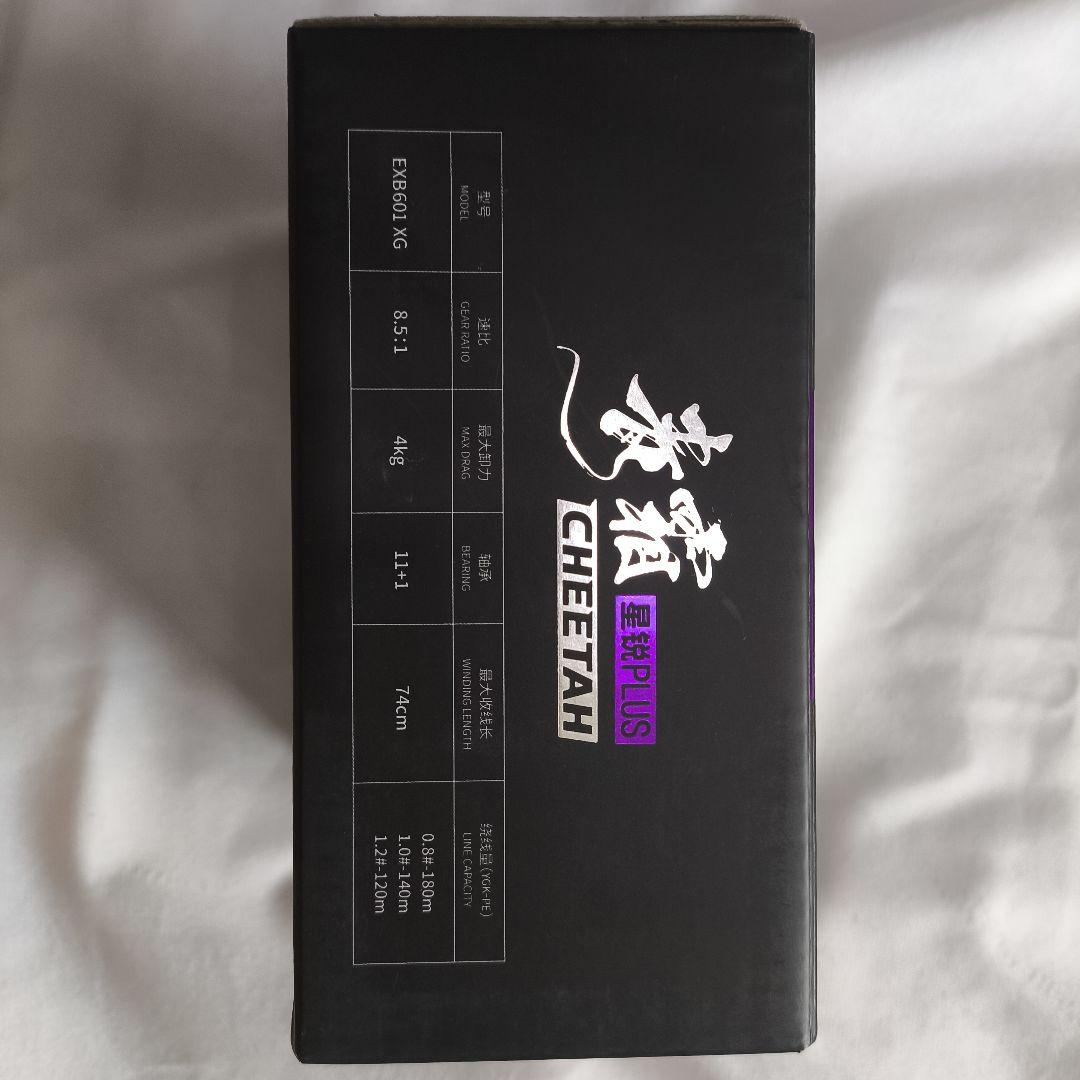 星锐PLUS
CHEETAH
型号 速比 最大卸力 轴承 最大收线长 绕线量(YGK-PE)
MODEL GEAR RATIO MAX DRAG BEARING WINDING LENGTH LINE CAPACITY
EXB601 XG 8.5:1 4kg 11+1 74cm 0.8#-180m
1.0#-140m
1.2#-120m